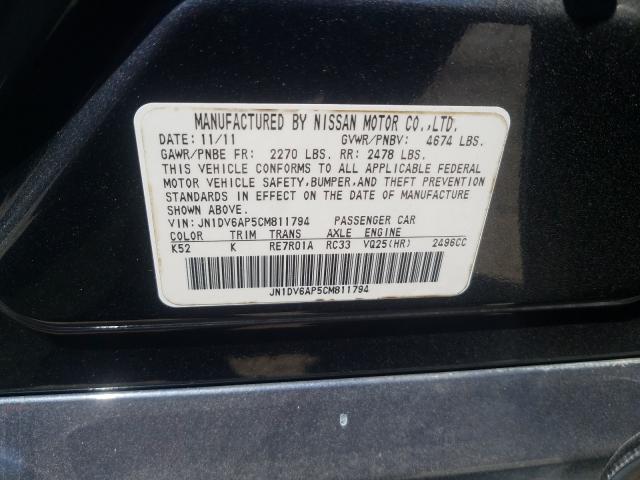 MANUFACTURED BY NISSAN MOTOR CO.,LTD.
DATE: 11/11 GVWR/PNBV: 4674 LBS.
GAWR/PNBE FR: 2270 LBS. RR: 2478 LBS.
THIS VEHICLE CONFORMS TO ALL APPLICABLE FEDERAL
MOTOR VEHICLE SAFETY,BUMPER,AND THEFT PREVENTION
STANDARDS IN EFFECT ON THE DATE OF MANUFACTURE
SHOWN ABOVE.
VIN:JN1DV6AP5CM811794 PASSENGER CAR
COLOR TRIM TRANS AXLE ENGINE
K52 K RE7R01A RC33 VQ25(HR) 2496CC
JN1DV6AP5CM811794